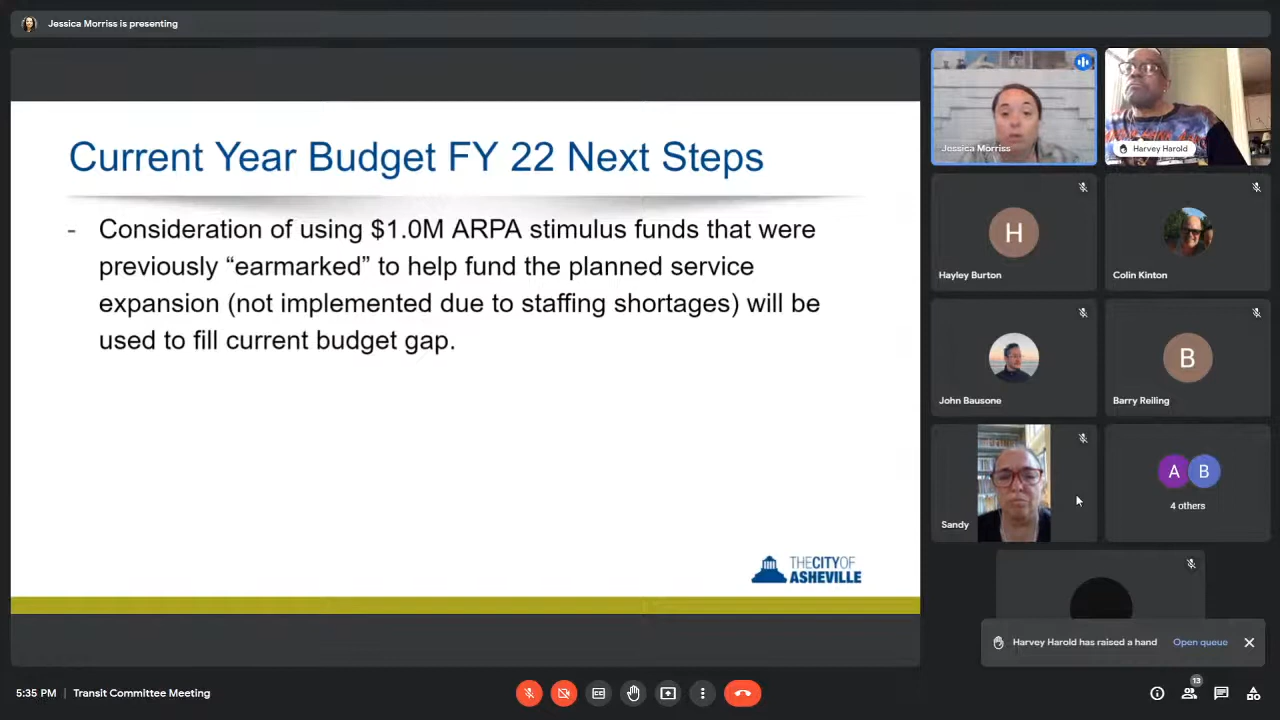 Jessica Morriss is presenting
Current Year Budget FY 22 Next Steps
- Consideration of using $1.0M ARPA stimulus funds that were
previously “earmarked” to help fund the planned service
expansion (not implemented due to staffing shortages) will be
used to fill current budget gap.
THECITYOF
ASHEVILLE
Jessica Morriss
Harvey Harold
H
Hayley Burton
Colin Kinton
John Bausone
B
Barry Reiling
Sandy
A B
4 others
Harvey Harold has raised a hand Open queue
5:35 PM | Transit Committee Meeting
13